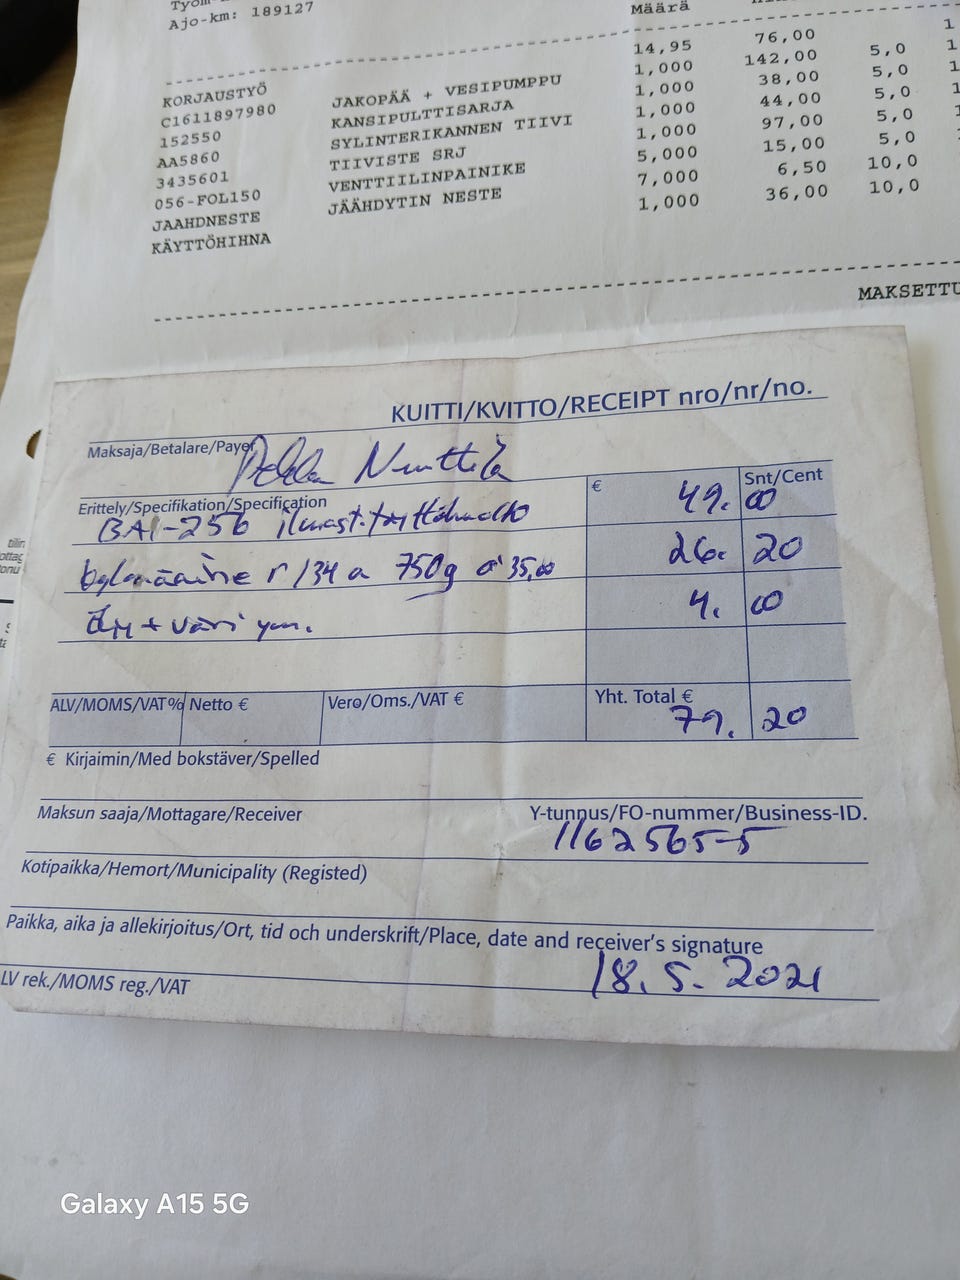 Ajo-km: 189127
Määrä
KORJAUSTYÖ 14,95 76,00
C1611897980 JAKOPÄÄ + VESIPUMPPU 1,000 142,00 5,0
152550 KANSIPULTTISARJA 1,000 38,00 5,0
AA5860 SYLINTERIKANNEN TIIVI 1,000 44,00 5,0
3435601 TIIVISTE SRJ 1,000 97,00 5,0
056-FOL150 VENTTIILINPAINIKE 5,000 15,00 5,0
JAAHDNESTE JÄÄHDYTIN NESTE 7,000 6,50 10,0
KÄYTTÖHIHNA 1,000 36,00 10,0
MAKSETTU
KUITTI/KVITTO/RECEIPT nro/nr/no.
Maksaja/Betalare/Payer
€ Snt/Cent
Erittely/Specifikation/Specification
BAI-256 49. 00
r134a 750g á 35,00 26. 20
Öljy + väri ym. 4. 00
ALV/MOMS/VAT% Netto € Vero/Oms./VAT € Yht. Total €
79. 20
€ Kirjaimin/Med bokstäver/Spelled
Maksun saaja/Mottagare/Receiver Y-tunnus/FO-nummer/Business-ID.
1162565-5
Kotipaikka/Hemort/Municipality (Registed)
Paikka, aika ja allekirjoitus/Ort, tid och underskrift/Place, date and receiver's signature
18.5.2021
LV rek./MOMS reg./VAT
Galaxy A15 5G